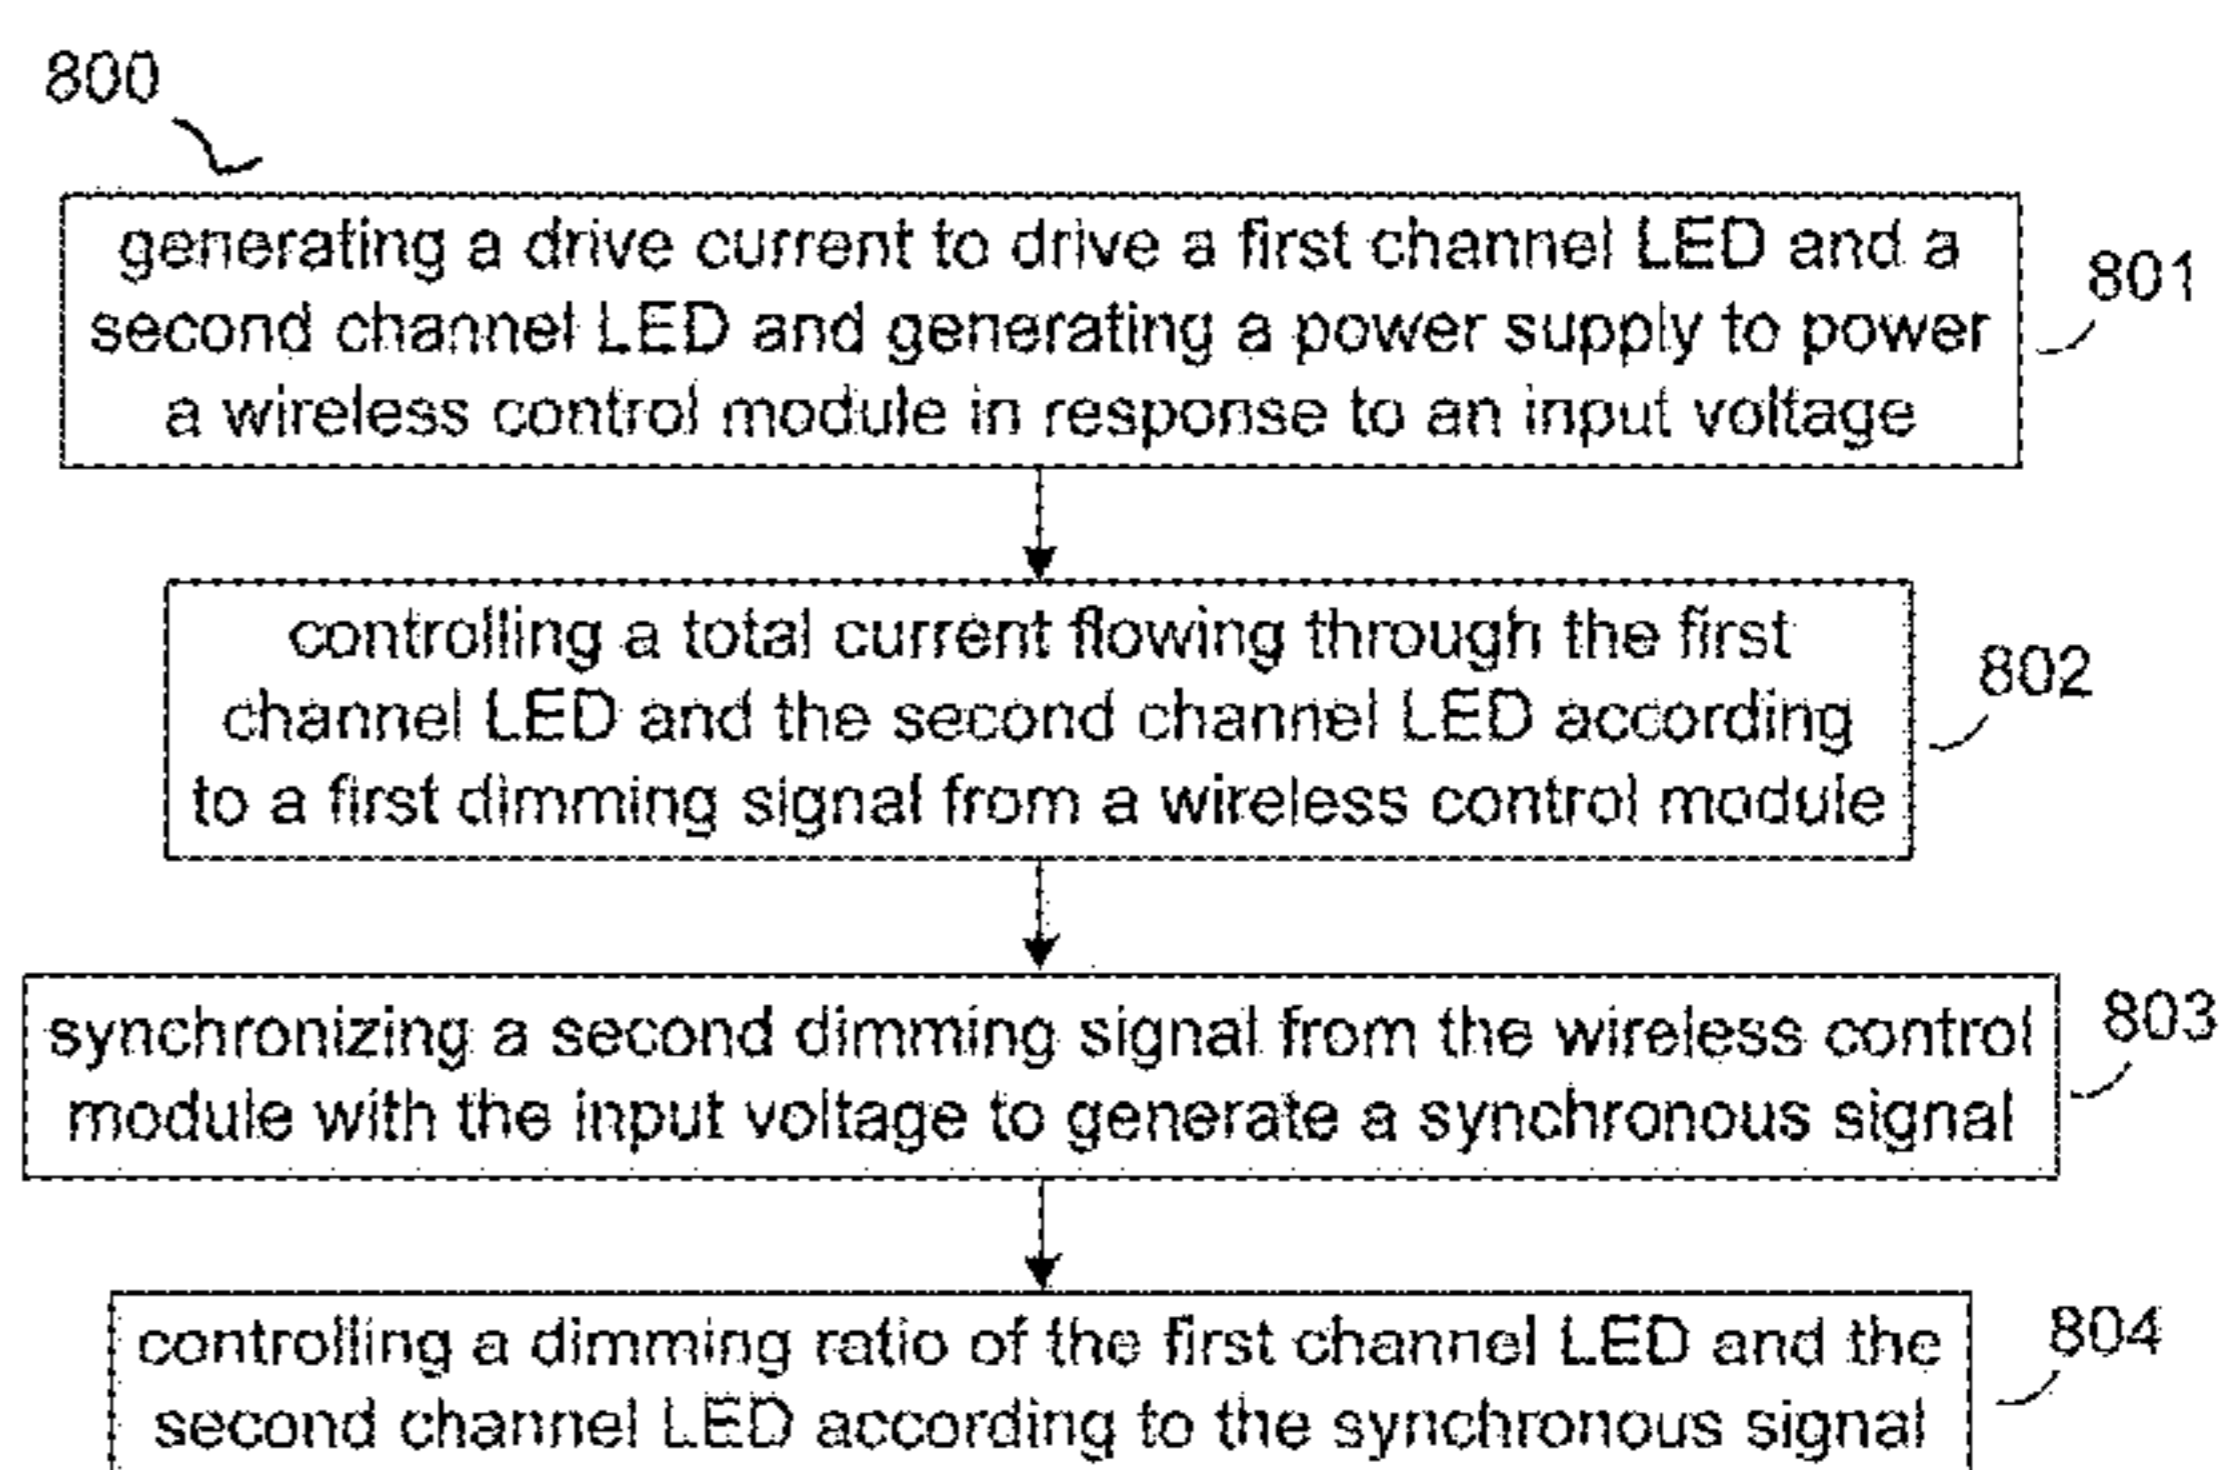 800
generating a drive current to drive a first channel LED and a
second channel LED and generating a power supply to power
a wireless control module in response to an input voltage
801
controlling a total current flowing through the first
channel LED and the second channel LED according
to a first dimming signal from a wireless control module
802
synchronizing a second dimming signal from the wireless control
module with the input voltage to generate a synchronous signal
803
controlling a dimming ratio of the first channel LED and the
second channel LED according to the synchronous signal
804